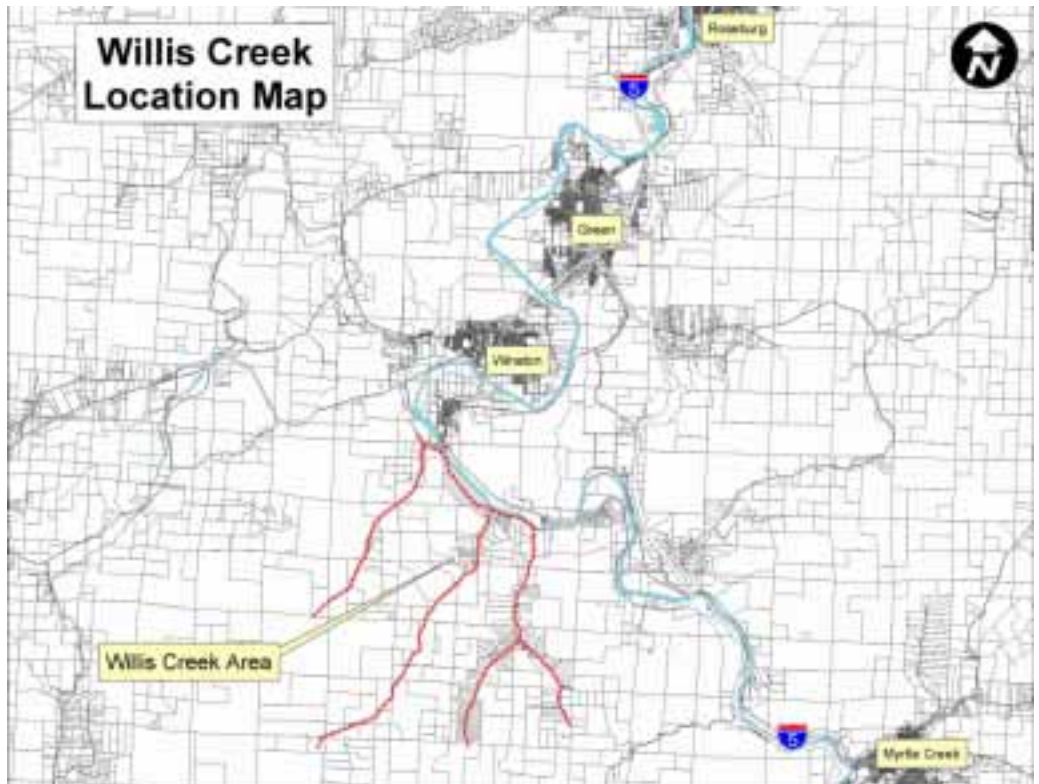 Willis Creek
Location Map
Roseburg
N
5
Green
Winston
Willis Creek Area
5
Myrtle Creek